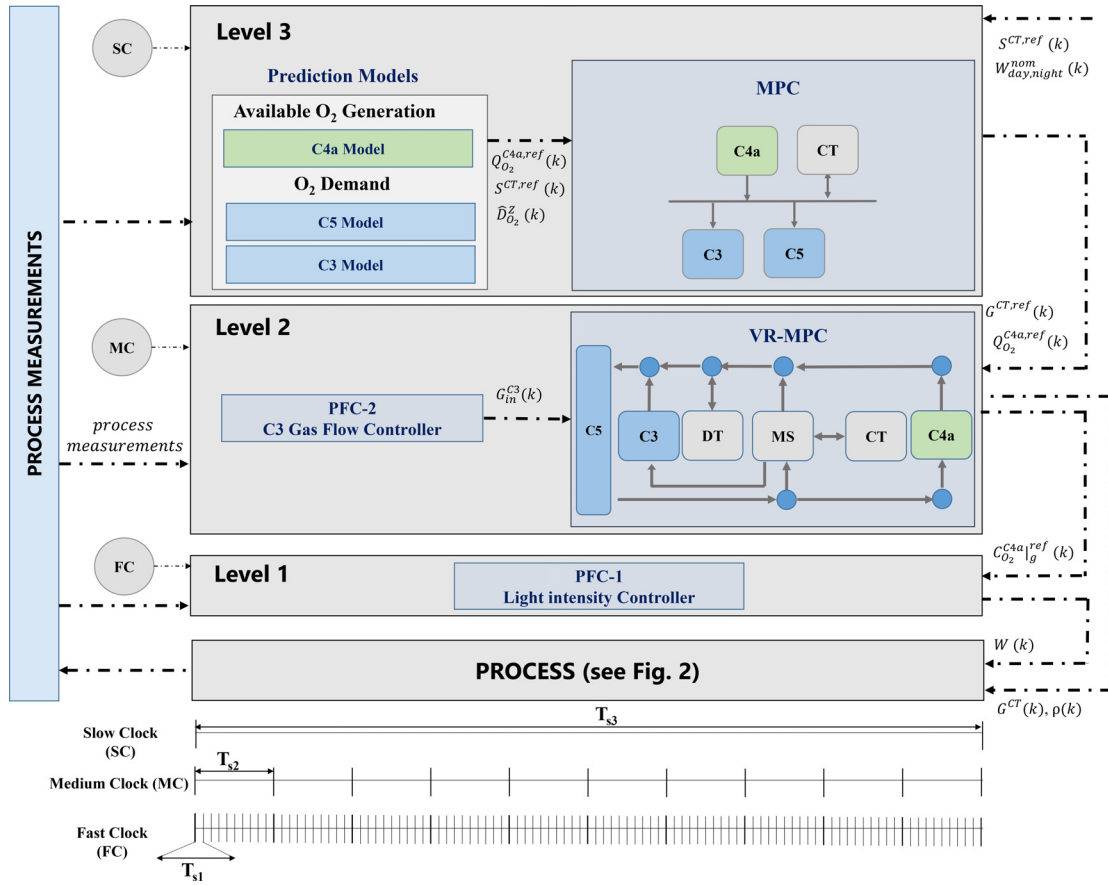 PROCESS MEASUREMENTS
SC
Level 3
Prediction Models
Available O₂ Generation
C4a Model
O₂ Demand
C5 Model
C3 Model
Q_{O₂}^{C4a,ref}(k)
S^{CT,ref}(k)
D̂_{O₂}^{Z}(k)
MPC
C4a
CT
C3
C5
S^{CT,ref}(k)
W_{day,night}^{nom}(k)
MC
Level 2
process
measurements
PFC-2
C3 Gas Flow Controller
G_{in}^{C3}(k)
VR-MPC
C5
C3
DT
MS
CT
C4a
G^{CT,ref}(k)
Q_{O₂}^{C4a,ref}(k)
FC
Level 1
PFC-1
Light intensity Controller
C_{O₂}^{C4a}|_{g}^{ref}(k)
W(k)
PROCESS (see Fig. 2)
G^{CT}(k), ρ(k)
T_{s3}
Slow Clock
(SC)
T_{s2}
Medium Clock (MC)
Fast Clock
(FC)
T_{s1}